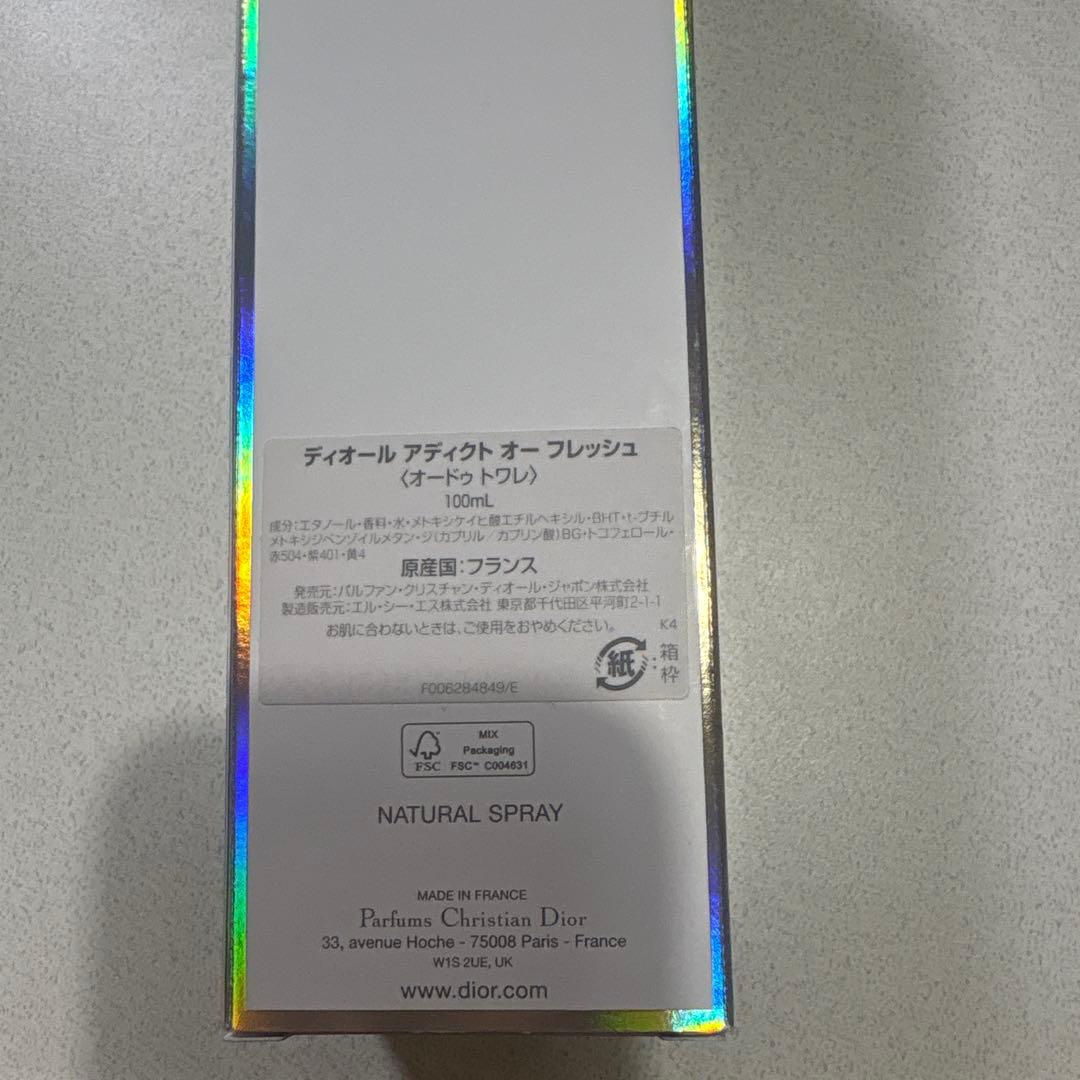 ディオール アディクト オー フレッシュ
〈オードゥ トワレ〉
100mL
成分:エタノール・香料・水・メトキシケイヒ酸エチルヘキシル・BHT・t-ブチル
メトキシジベンゾイルメタン・ジ(カプリル/カプリン酸)BG・トコフェロール・
赤504・紫401・黄4
原産国:フランス
発売元:パルファン・クリスチャン・ディオール・ジャポン株式会社
製造販売元:エル・シー・エス株式会社 東京都千代田区平河町2-1-1
お肌に合わないときは、ご使用をおやめください。 K4
紙:箱
枠
F006284849/E
MIX
Packaging
FSC FSC™ C004631
NATURAL SPRAY
MADE IN FRANCE
Parfums Christian Dior
33, avenue Hoche - 75008 Paris - France
W1S 2UE, UK
www.dior.com